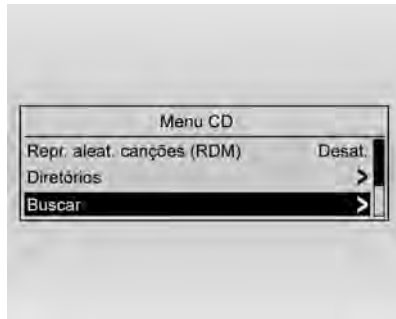 Menu CD
Repr. aleat. canções (RDM) Desat.
Diretórios >
Buscar >